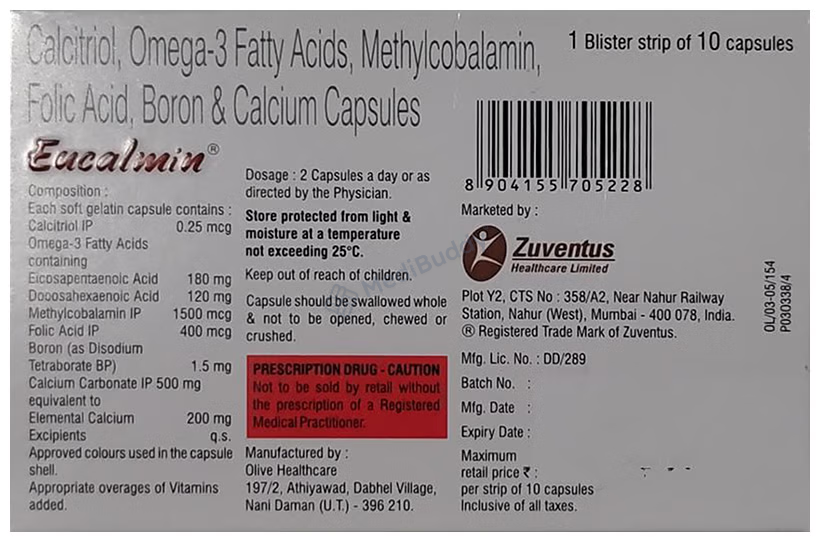 Calcitriol, Omega-3 Fatty Acids, Methylcobalamin,
Folic Acid, Boron & Calcium Capsules
1 Blister strip of 10 capsules
Eucalmin®
Composition :
Each soft gelatin capsule contains :
Calcitriol IP 0.25 mcg
Omega-3 Fatty Acids
containing
Eicosapentaenoic Acid 180 mg
Docosahexaenoic Acid 120 mg
Methylcobalamin IP 1500 mcg
Folic Acid IP 400 mcg
Boron (as Disodium
Tetraborate BP) 1.5 mg
Calcium Carbonate IP 500 mg
equivalent to
Elemental Calcium 200 mg
Excipients q.s.
Approved colours used in the capsule
shell.
Appropriate overages of Vitamins
added.
Dosage : 2 Capsules a day or as
directed by the Physician.
Store protected from light &
moisture at a temperature
not exceeding 25°C.
Keep out of reach of children.
Capsule should be swallowed whole
& not to be opened, chewed or
crushed.
PRESCRIPTION DRUG - CAUTION
Not to be sold by retail without
the prescription of a Registered
Medical Practitioner.
Manufactured by :
Olive Healthcare
197/2, Athiyawad, Dabhel Village,
Nani Daman (U.T.) - 396 210.
8 904155 705228
Marketed by :
Zuventus
Healthcare Limited
Plot Y2, CTS No : 358/A2, Near Nahur Railway
Station, Nahur (West), Mumbai - 400 078, India.
® Registered Trade Mark of Zuventus.
Mfg. Lic. No. : DD/289
Batch No. :
Mfg. Date :
Expiry Date :
Maximum
retail price ₹ :
per strip of 10 capsules
Inclusive of all taxes.
OL/03-05/154
P030338/4
MediBuddy